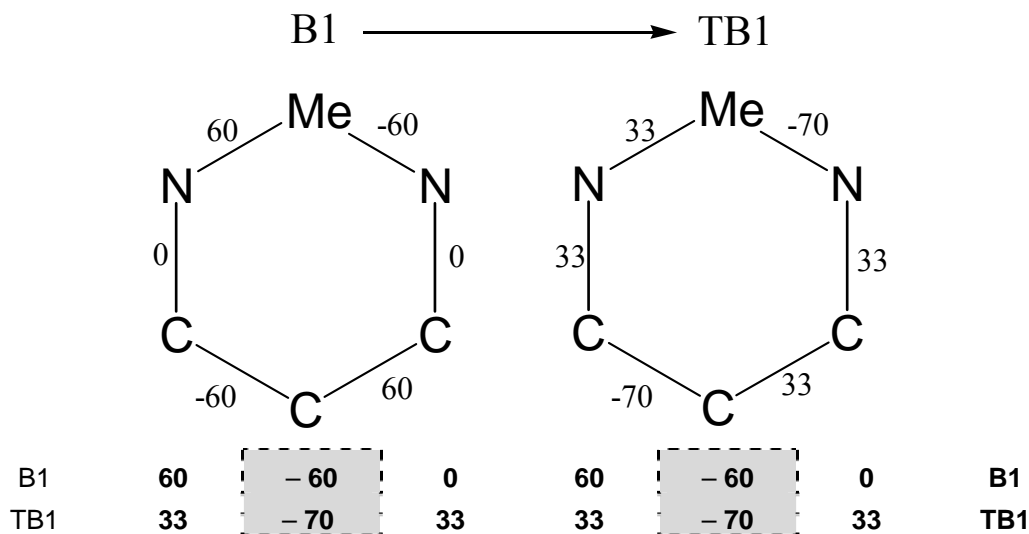 B1 TB1
Me Me
60 -60 33 -70
N N N N
0 0 33 33
C C C C
-60 60 -70 33
C C
B1 60 – 60 0 60 – 60 0 B1
TB1 33 – 70 33 33 – 70 33 TB1